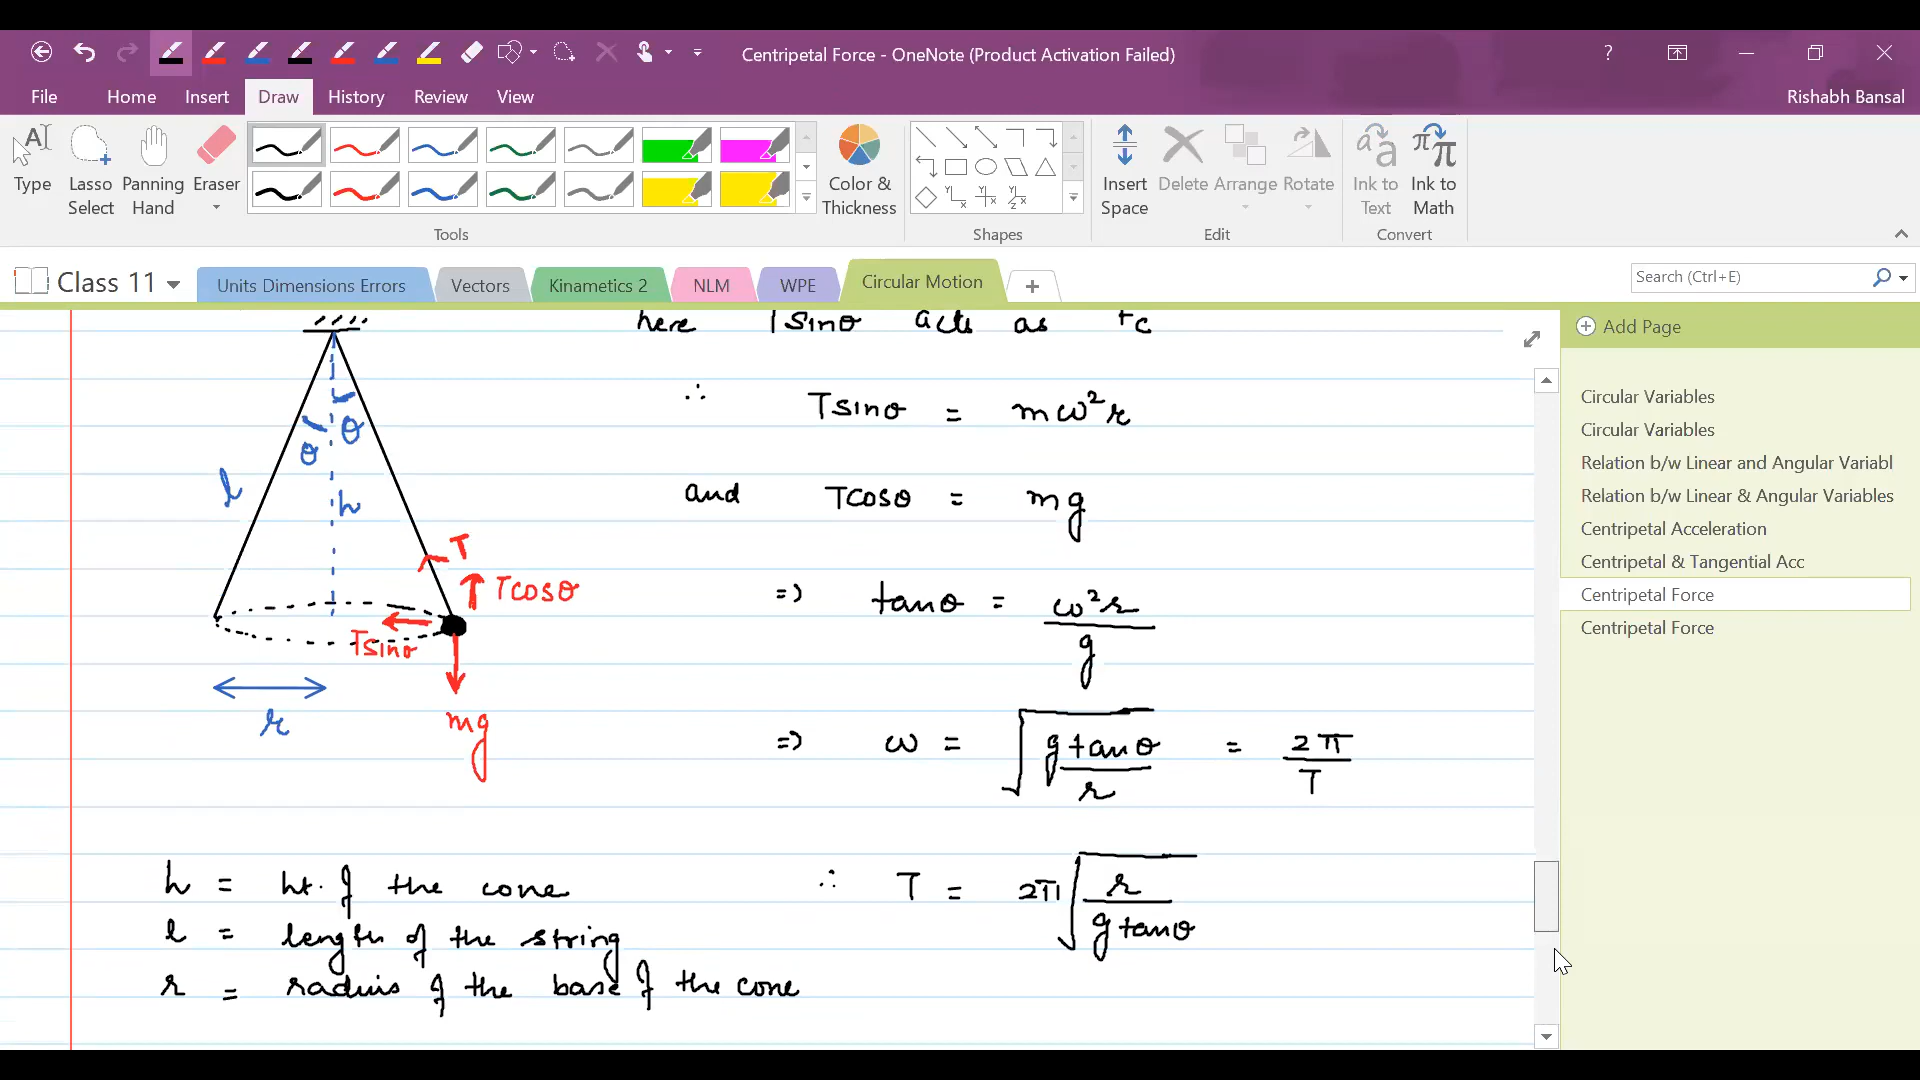 Centripetal Force - OneNote (Product Activation Failed)
?
File Home Insert Draw History Review View
Rishabh Bansal
Type
Lasso Select
Panning Hand
Eraser
Color & Thickness
Insert Space
Delete
Arrange
Rotate
Ink to Text
Ink to Math
Tools
Shapes
Edit
Convert
Class 11
Units Dimensions Errors
Vectors
Kinametics 2
NLM
WPE
Circular Motion
+
Search (Ctrl+E)
Add Page
Circular Variables
Circular Variables
Relation b/w Linear and Angular Variabl
Relation b/w Linear & Angular Variables
Centripetal Acceleration
Centripetal & Tangential Acc
Centripetal Force
Centripetal Force
here Tsinθ acts as Fc
∴ Tsinθ = mω²r
and Tcosθ = mg
=> tanθ = ω²r / g
=> ω = √(g tanθ / r) = 2π / T
∴ T = 2π √(r / g tanθ)
θ
θ
l
h
T
Tcosθ
Tsinθ
mg
r
h = ht. of the cone
l = length of the string
r = radius of the base of the cone